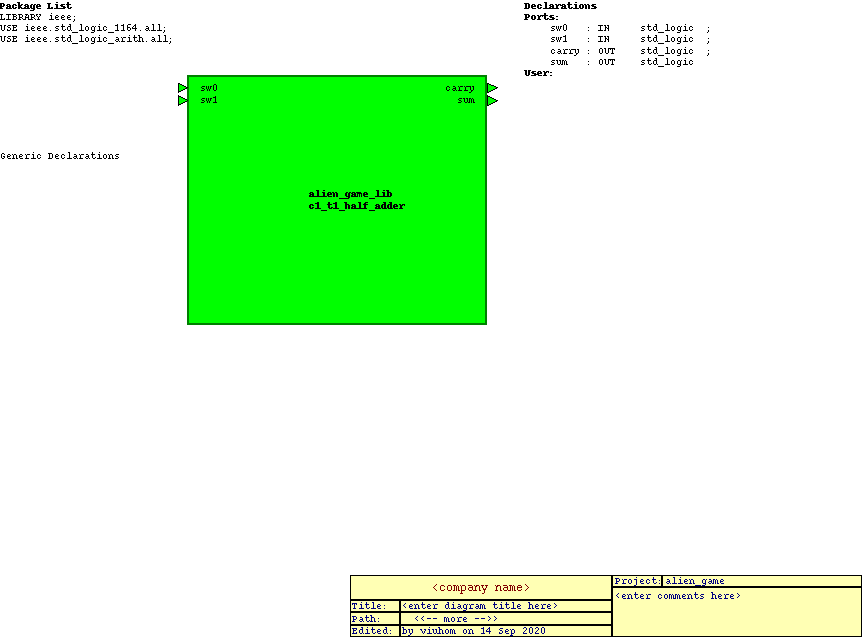 Package List
LIBRARY ieee;
USE ieee.std_logic_1164.all;
USE ieee.std_logic_arith.all;
Declarations
Ports:
sw0 : IN std_logic ;
sw1 : IN std_logic ;
carry : OUT std_logic ;
sum : OUT std_logic
User:
sw0 carry
sw1 sum
Generic Declarations
alien_game_lib
c1_t1_half_adder
<company name>
Title: <enter diagram title here>
Path: <<-- more -->>
Edited: by viuhom on 14 Sep 2020
Project: alien_game
<enter comments here>